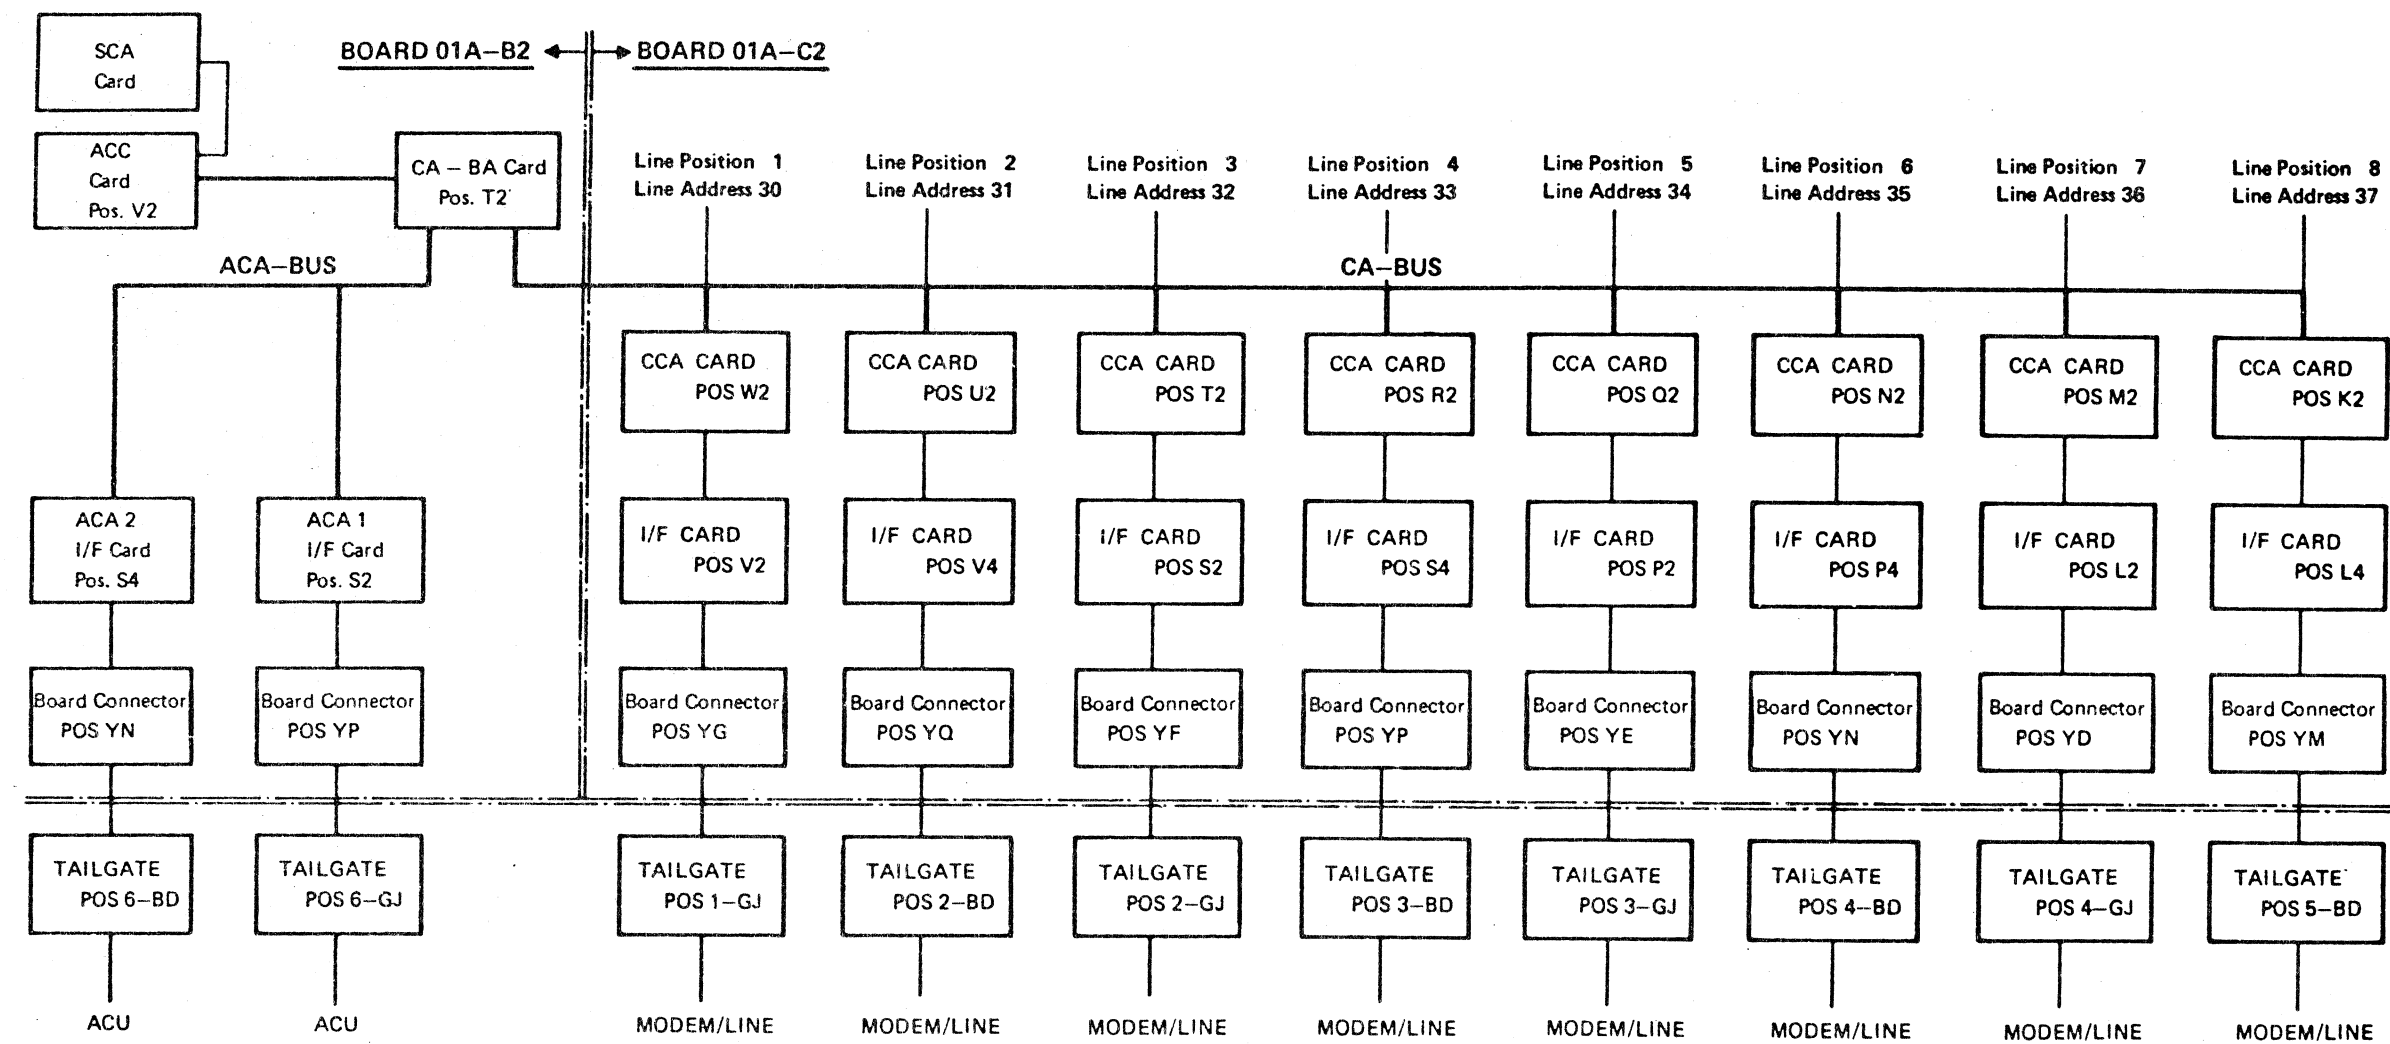 SCA
Card
BOARD 01A–B2
BOARD 01A–C2
ACC
Card
Pos. V2
CA – BA Card
Pos. T2
Line Position 1
Line Address 30
Line Position 2
Line Address 31
Line Position 3
Line Address 32
Line Position 4
Line Address 33
Line Position 5
Line Address 34
Line Position 6
Line Address 35
Line Position 7
Line Address 36
Line Position 8
Line Address 37
ACA–BUS
CA–BUS
CCA CARD
POS W2
CCA CARD
POS U2
CCA CARD
POS T2
CCA CARD
POS R2
CCA CARD
POS Q2
CCA CARD
POS N2
CCA CARD
POS M2
CCA CARD
POS K2
ACA 2
I/F Card
Pos. S4
ACA 1
I/F Card
Pos. S2
I/F CARD
POS V2
I/F CARD
POS V4
I/F CARD
POS S2
I/F CARD
POS S4
I/F CARD
POS P2
I/F CARD
POS P4
I/F CARD
POS L2
I/F CARD
POS L4
Board Connector
POS YN
Board Connector
POS YP
Board Connector
POS YG
Board Connector
POS YQ
Board Connector
POS YF
Board Connector
POS YP
Board Connector
POS YE
Board Connector
POS YN
Board Connector
POS YD
Board Connector
POS YM
TAILGATE
POS 6–BD
TAILGATE
POS 6–GJ
TAILGATE
POS 1–GJ
TAILGATE
POS 2–BD
TAILGATE
POS 2–GJ
TAILGATE
POS 3–BD
TAILGATE
POS 3–GJ
TAILGATE
POS 4–BD
TAILGATE
POS 4–GJ
TAILGATE
POS 5–BD
ACU
ACU
MODEM/LINE
MODEM/LINE
MODEM/LINE
MODEM/LINE
MODEM/LINE
MODEM/LINE
MODEM/LINE
MODEM/LINE